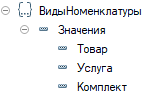 ВидыНоменклатуры
Значения
Товар
Услуга
Комплект